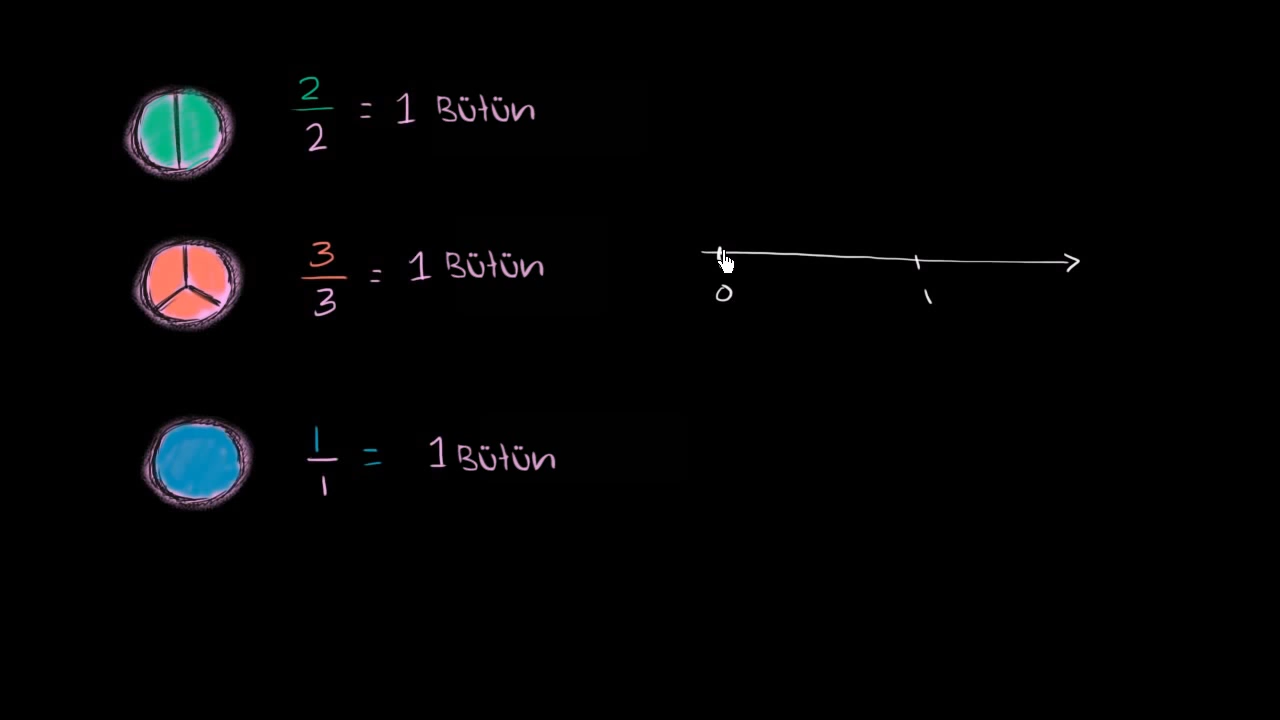 2/2 = 1 Bütün
3/3 = 1 Bütün
0 1
1/1 = 1 Bütün